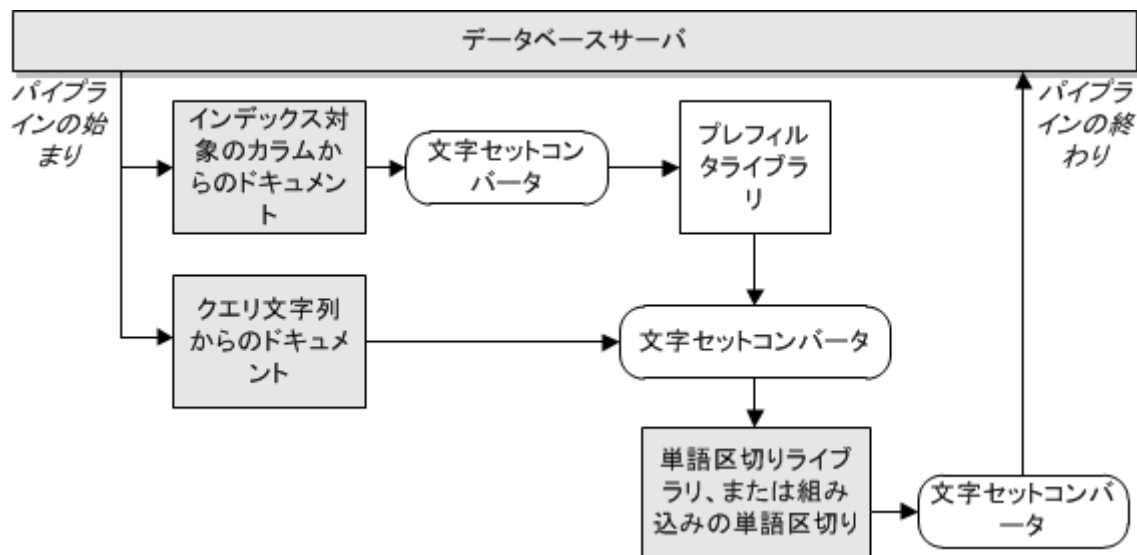 データベースサーバ
パイプラ
インの始
まり
インデックス対
象のカラムか
らのドキュメン
ト
文字セットコン
バータ
プレフィル
タライブラ
リ
パイプラ
インの終
わり
クエリ文字列
からのドキュメ
ント
文字セットコンバータ
単語区切りライブ
ラリ、または組み
込みの単語区切り
文字セットコンバ
ータ